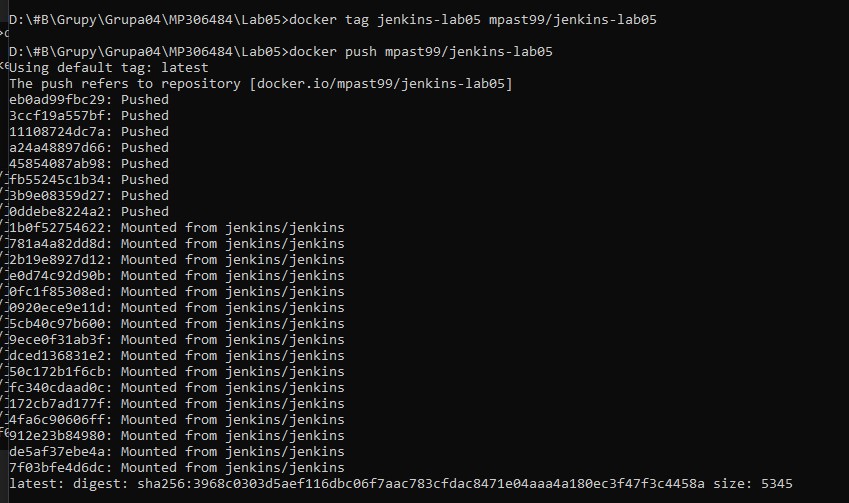 D:\#B\Grupy\Grupa04\MP306484\Lab05>docker tag jenkins-lab05 mpast99/jenkins-lab05
D:\#B\Grupy\Grupa04\MP306484\Lab05>docker push mpast99/jenkins-lab05
Using default tag: latest
The push refers to repository [docker.io/mpast99/jenkins-lab05]
eb0ad99fbc29: Pushed
3ccf19a557bf: Pushed
11108724dc7a: Pushed
a24a48897d66: Pushed
45854087ab98: Pushed
fb55245c1b34: Pushed
3b9e08359d27: Pushed
0ddebe8224a2: Pushed
1b0f52754622: Mounted from jenkins/jenkins
781a4a82dd8d: Mounted from jenkins/jenkins
2b19e8927d12: Mounted from jenkins/jenkins
e0d74c92d90b: Mounted from jenkins/jenkins
0fc1f85308ed: Mounted from jenkins/jenkins
0920ece9e11d: Mounted from jenkins/jenkins
5cb40c97b600: Mounted from jenkins/jenkins
9ece0f31ab3f: Mounted from jenkins/jenkins
dced136831e2: Mounted from jenkins/jenkins
50c172b1f6cb: Mounted from jenkins/jenkins
fc340cdaad0c: Mounted from jenkins/jenkins
172cb7ad177f: Mounted from jenkins/jenkins
4fa6c90606ff: Mounted from jenkins/jenkins
912e23b84980: Mounted from jenkins/jenkins
de5af37ebe4a: Mounted from jenkins/jenkins
7f03bfe4d6dc: Mounted from jenkins/jenkins
latest: digest: sha256:3968c0303d5aef116dbc06f7aac783cfdac8471e04aaa4a180ec3f47f3c4458a size: 5345